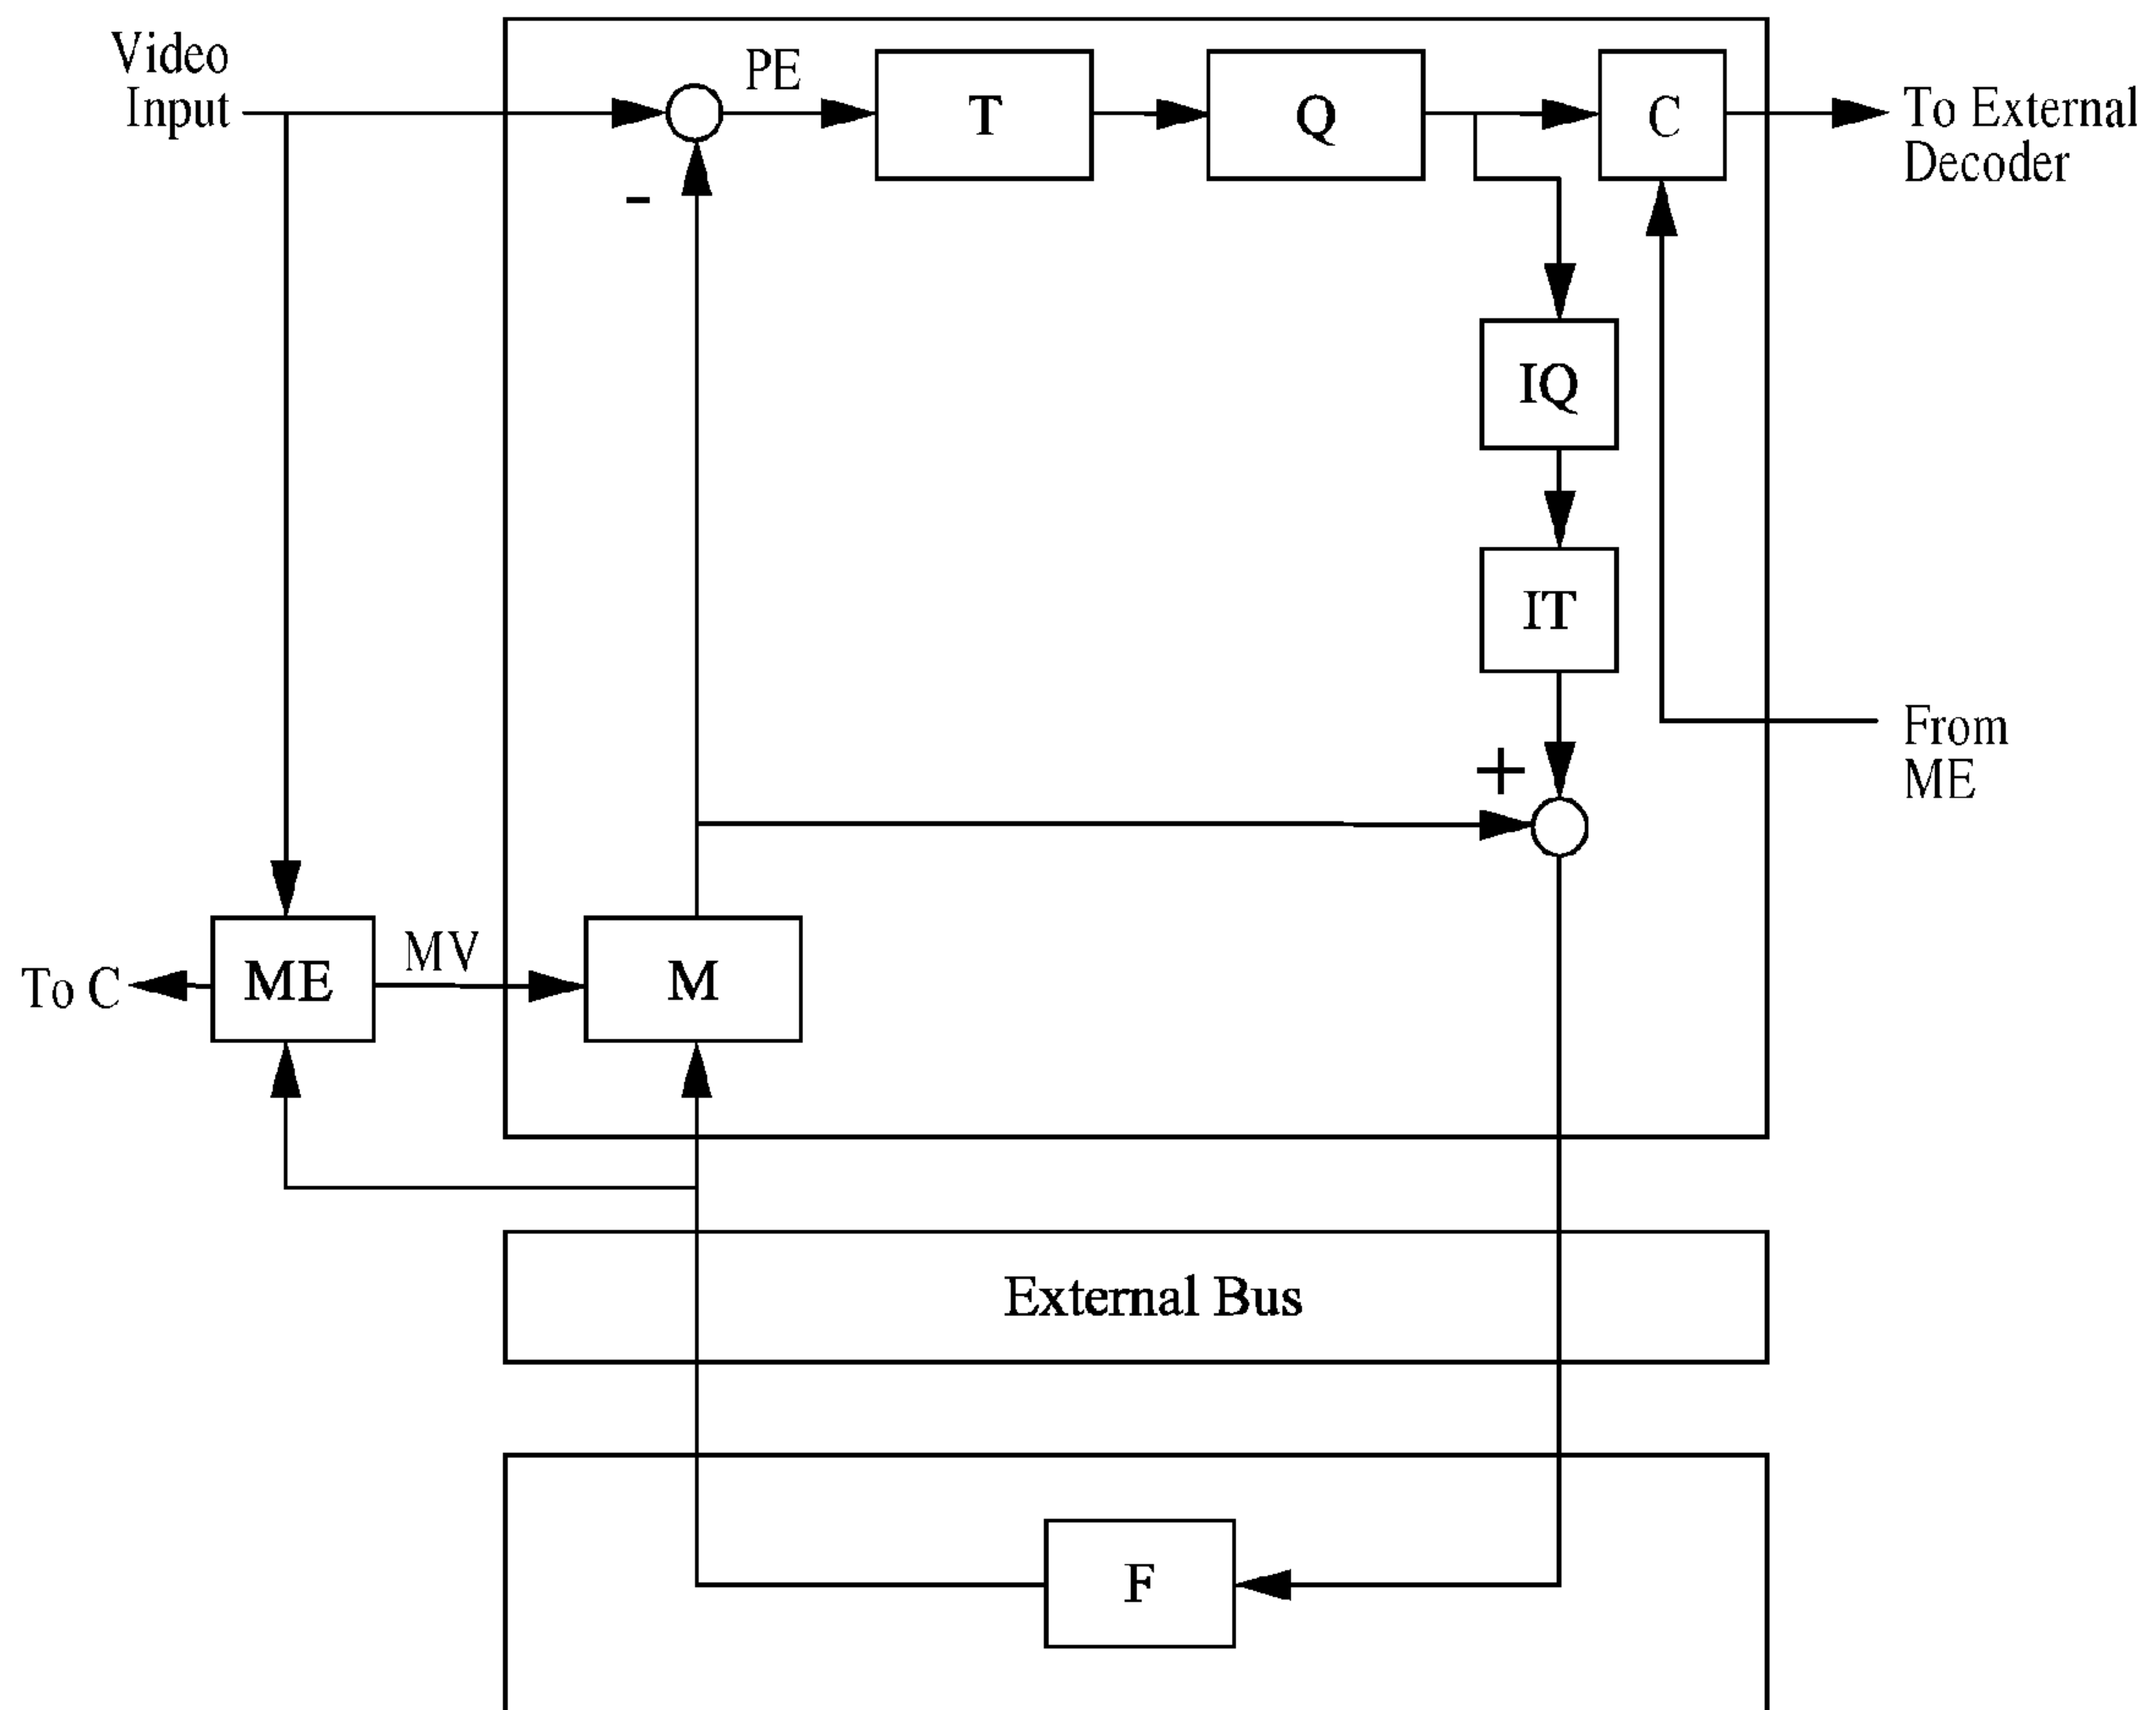 Video
Input
PE
T
Q
C
To External
Decoder
-
IQ
IT
From
ME
+
To C
ME
MV
M
External Bus
F